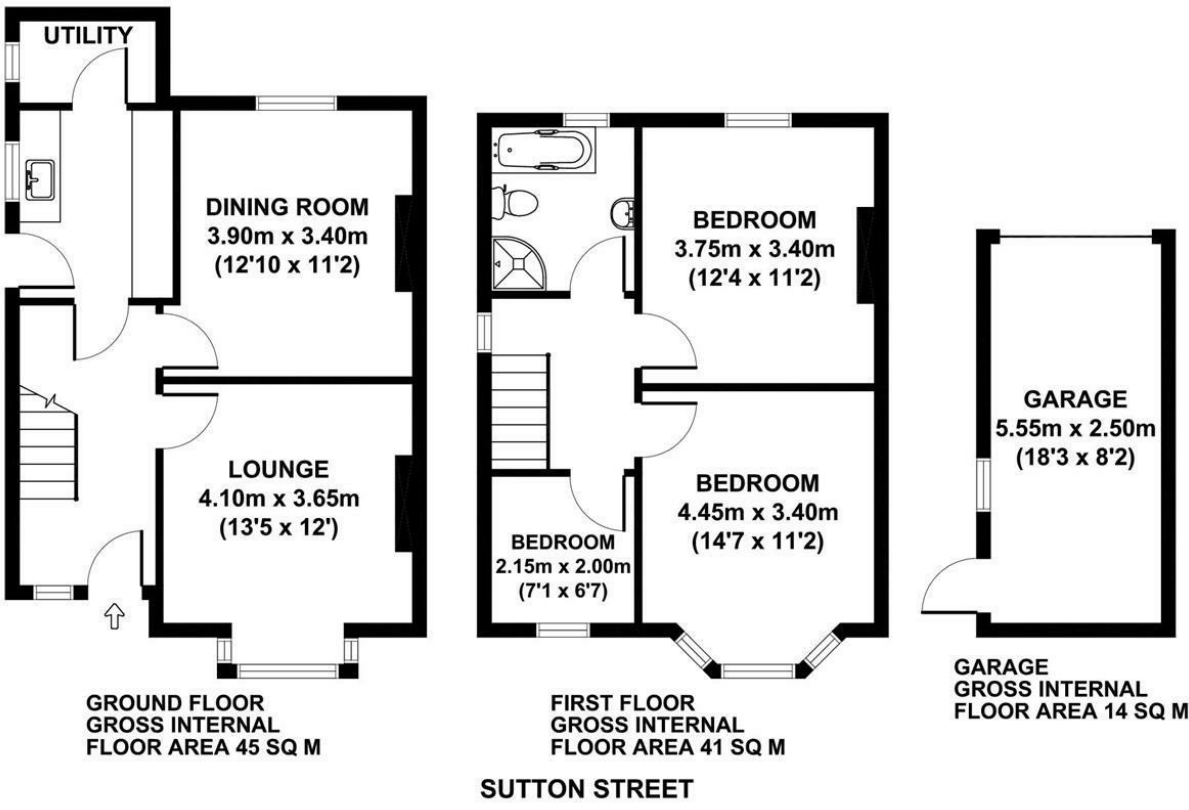 UTILITY
DINING ROOM
3.90m x 3.40m
(12'10 x 11'2)
LOUNGE
4.10m x 3.65m
(13'5 x 12')
GROUND FLOOR
GROSS INTERNAL
FLOOR AREA 45 SQ M
BEDROOM
3.75m x 3.40m
(12'4 x 11'2)
BEDROOM
4.45m x 3.40m
(14'7 x 11'2)
BEDROOM
2.15m x 2.00m
(7'1 x 6'7)
FIRST FLOOR
GROSS INTERNAL
FLOOR AREA 41 SQ M
GARAGE
5.55m x 2.50m
(18'3 x 8'2)
GARAGE
GROSS INTERNAL
FLOOR AREA 14 SQ M
SUTTON STREET